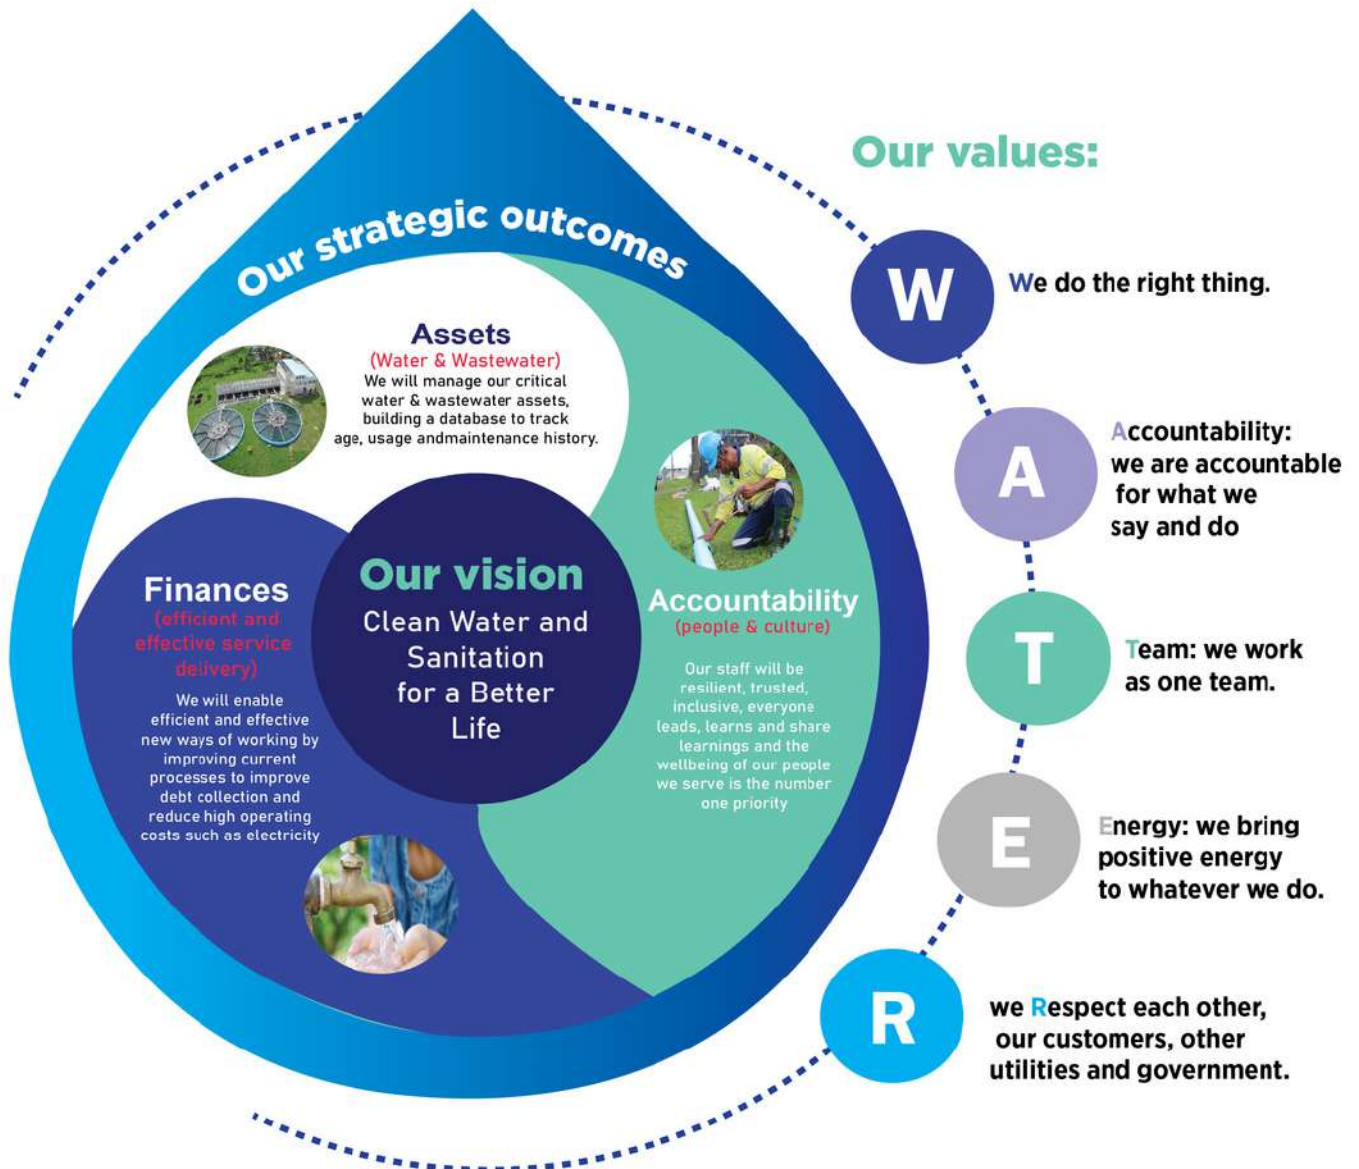 Our strategic outcomes
Assets
(Water & Wastewater)
We will manage our critical
water & wastewater assets,
building a database to track
age, usage andmaintenance history.
Finances
(efficient and
effective service
delivery)
We will enable
efficient and effective
new ways of working by
improving current
processes to improve
debt collection and
reduce high operating
costs such as electricity
Our vision
Clean Water and
Sanitation
for a Better
Life
Accountability
(people & culture)
Our staff will be
resilient, trusted,
inclusive, everyone
leads, learns and share
learnings and the
wellbeing of our people
we serve is the number
one priority
Our values:
W
We do the right thing.
A
Accountability:
we are accountable
for what we
say and do
T
Team: we work
as one team.
E
Energy: we bring
positive energy
to whatever we do.
R
we Respect each other,
our customers, other
utilities and government.